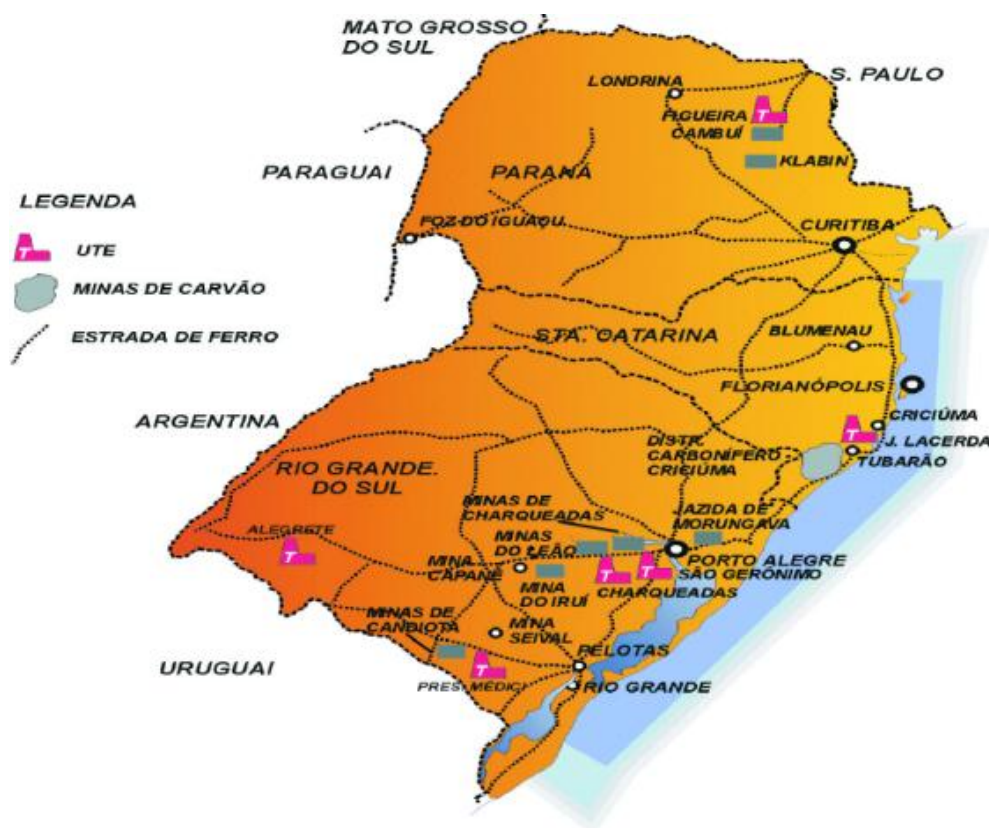 MATO GROSSO
DO SUL
S. PAULO
LONDRINA
FIGUEIRA
T
CAMBUÍ
KLABIN
PARAGUAI
PARANÁ
LEGENDA
T
UTE
MINAS DE CARVÃO
ESTRADA DE FERRO
FOZ DO IGUAÇU
CURITIBA
STA. CATARINA
BLUMENAU
FLORIANÓPOLIS
ARGENTINA
CRICIÚMA
T
J. LACERDA
TUBARÃO
DISTR.
CARBONÍFERO
CRICIÚMA
RIO GRANDE.
DO SUL
MINAS DE
CHARQUEADAS
JAZIDA DE
MORUNGAVA
ALEGRETE
T
MINAS
DO LEÃO
MINA
CAPANÉ
PORTO ALEGRE
T
T
SÃO GERÔNIMO
CHARQUEADAS
MINA
DO IRUÍ
MINAS DE
CANDIOTA
MINA
SEIVAL
URUGUAI
T
PELOTAS
PRES. MÉDICI
RIO GRANDE